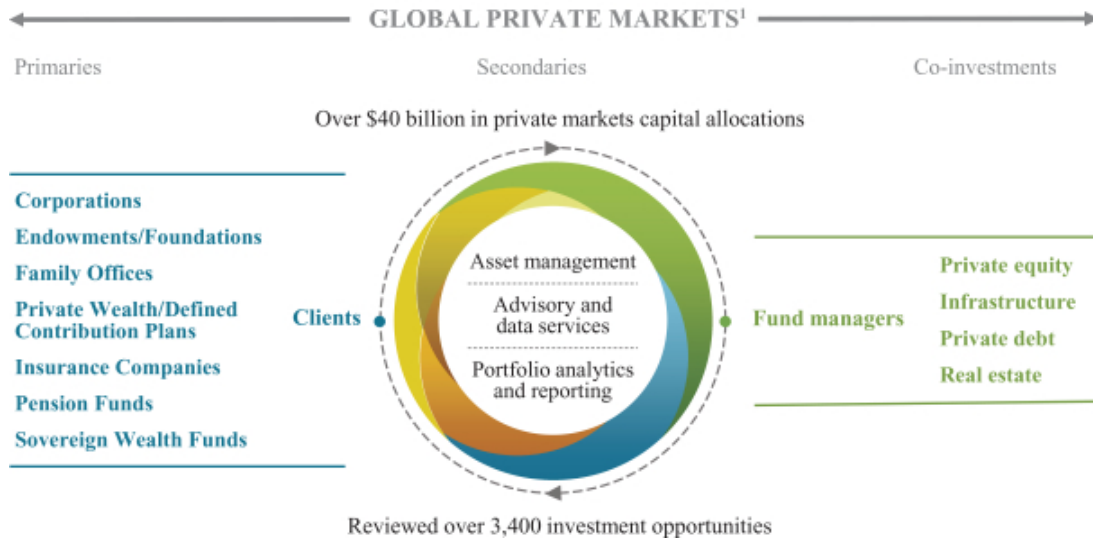 GLOBAL PRIVATE MARKETS¹
Primaries
Secondaries
Co-investments
Over $40 billion in private markets capital allocations
Corporations
Endowments/Foundations
Family Offices
Private Wealth/Defined
Contribution Plans
Insurance Companies
Pension Funds
Sovereign Wealth Funds
Clients
Asset management
Advisory and
data services
Portfolio analytics
and reporting
Fund managers
Private equity
Infrastructure
Private debt
Real estate
Reviewed over 3,400 investment opportunities